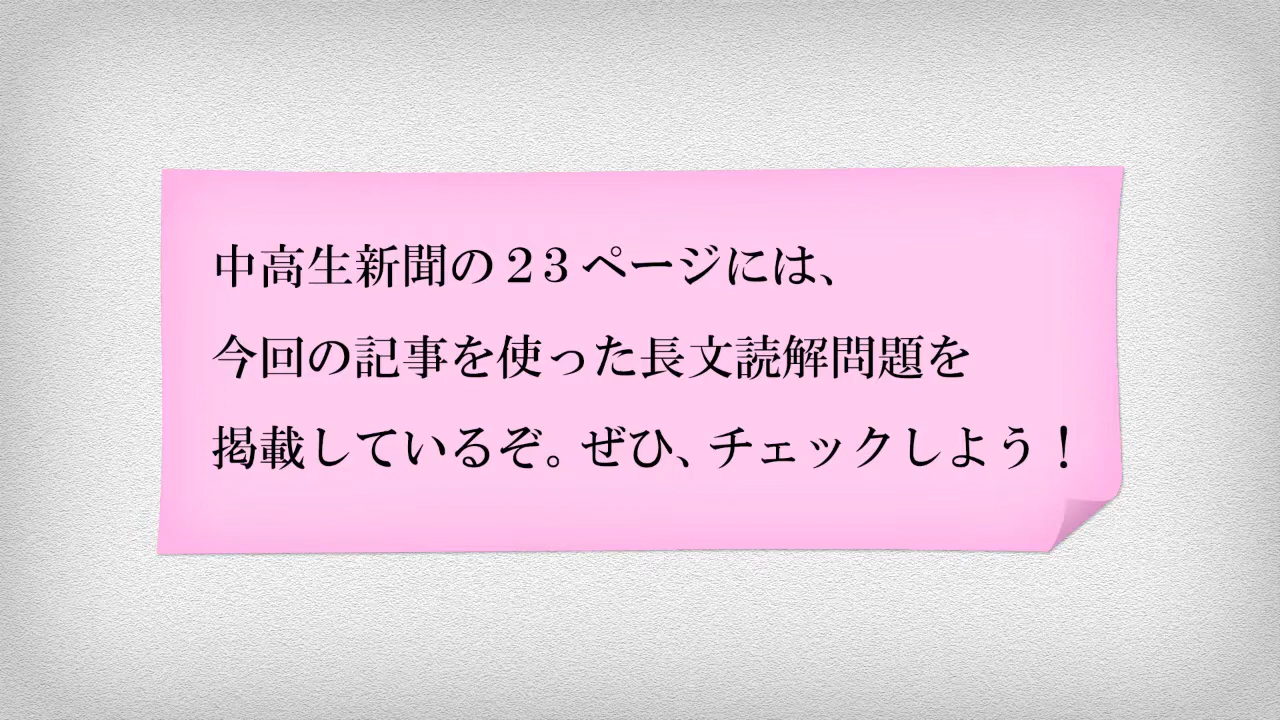 中高生新聞の２３ページには、
今回の記事を使った長文読解問題を
掲載しているぞ。ぜひ、チェックしよう！